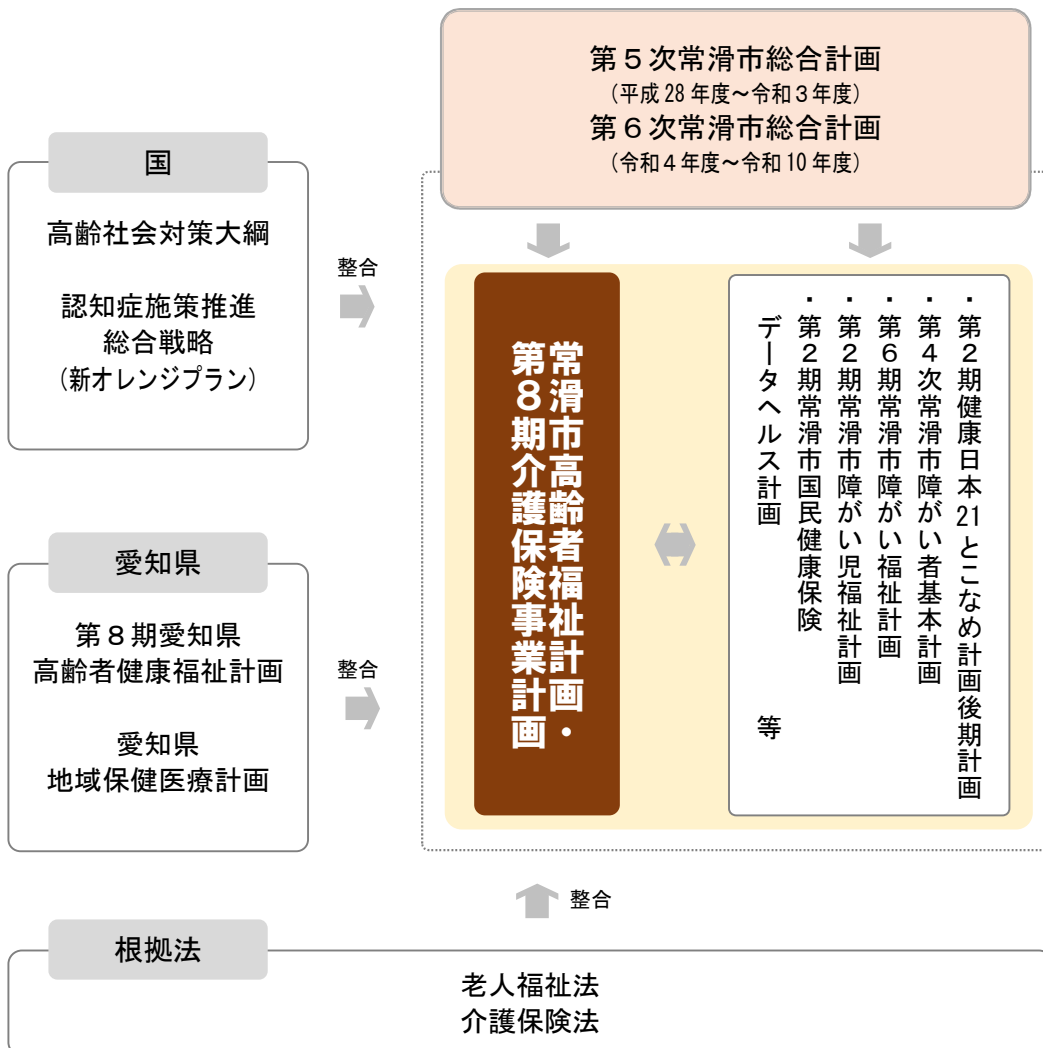 第５次常滑市総合計画
（平成28年度～令和３年度）
第６次常滑市総合計画
（令和４年度～令和10年度）
国
高齢社会対策大綱
認知症施策推進
総合戦略
（新オレンジプラン）
整合
常滑市高齢者福祉計画・
第８期介護保険事業計画
・第２期健康日本21とこなめ計画後期計画
・第４次常滑市障がい者基本計画
・第６期常滑市障がい福祉計画
・第２期常滑市障がい児福祉計画
・第２期常滑市国民健康保険
データヘルス計画　等
愛知県
第８期愛知県
高齢者健康福祉計画
愛知県
地域保健医療計画
整合
整合
根拠法
老人福祉法
介護保険法